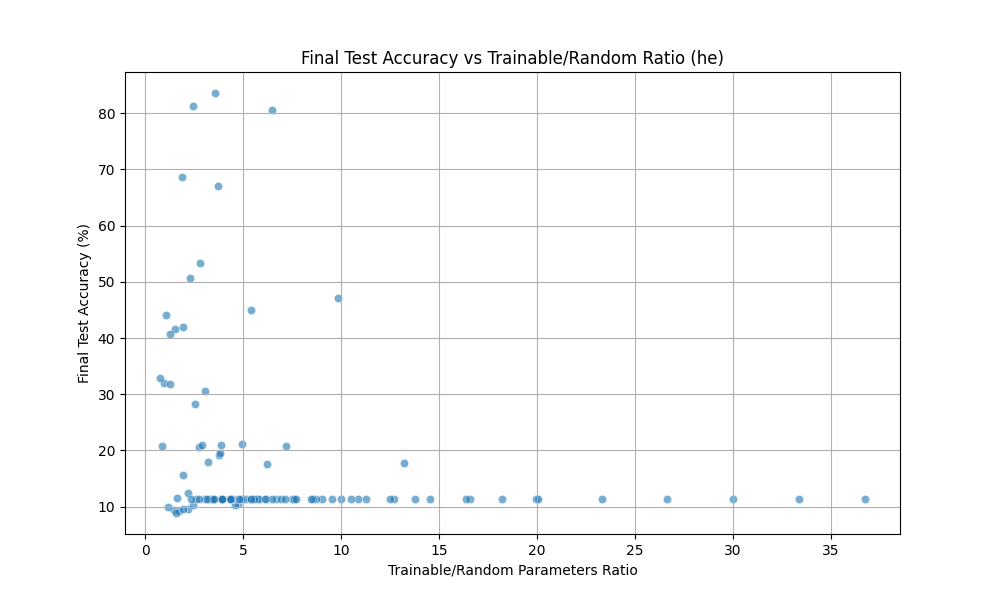 Final Test Accuracy vs Trainable/Random Ratio (he)
Final Test Accuracy (%)
80
70
60
50
40
30
20
10
0 5 10 15 20 25 30 35
Trainable/Random Parameters Ratio